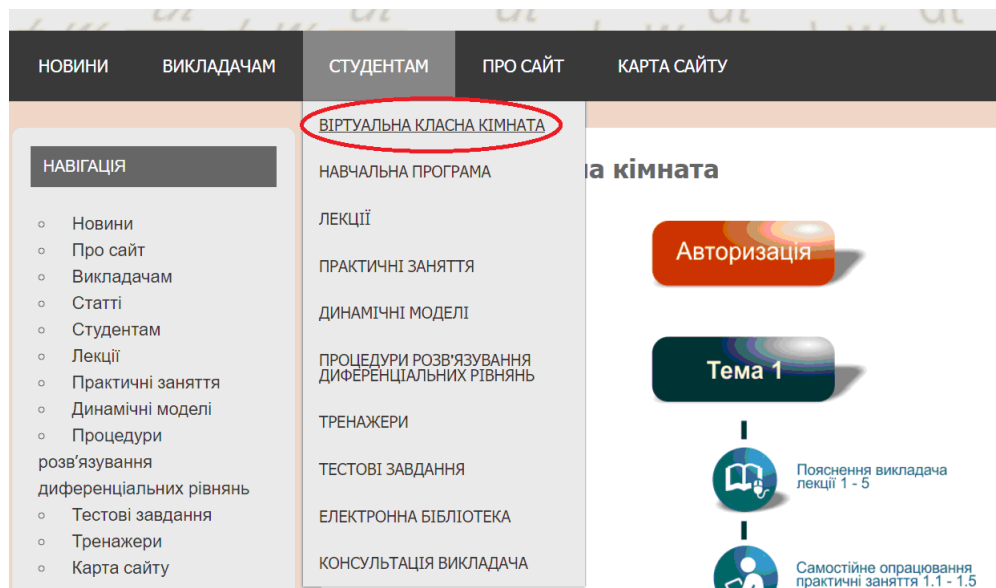 НОВИНИ ВИКЛАДАЧАМ СТУДЕНТАМ ПРО САЙТ КАРТА САЙТУ
ВІРТУАЛЬНА КЛАСНА КІМНАТА
НАВЧАЛЬНА ПРОГРАМА
ЛЕКЦІЇ
ПРАКТИЧНІ ЗАНЯТТЯ
ДИНАМІЧНІ МОДЕЛІ
ПРОЦЕДУРИ РОЗВ'ЯЗУВАННЯ
ДИФЕРЕНЦІАЛЬНИХ РІВНЯНЬ
ТРЕНАЖЕРИ
ТЕСТОВІ ЗАВДАННЯ
ЕЛЕКТРОННА БІБЛІОТЕКА
КОНСУЛЬТАЦІЯ ВИКЛАДАЧА
НАВІГАЦІЯ
Новини
Про сайт
Викладачам
Статті
Студентам
Лекції
Практичні заняття
Динамічні моделі
Процедури
розв'язування
диференціальних рівнянь
Тестові завдання
Тренажери
Карта сайту
кімната
Авторизація
Тема 1
Пояснення викладача
лекції 1 - 5
Самостійне опрацювання
практичні заняття 1.1 - 1.5